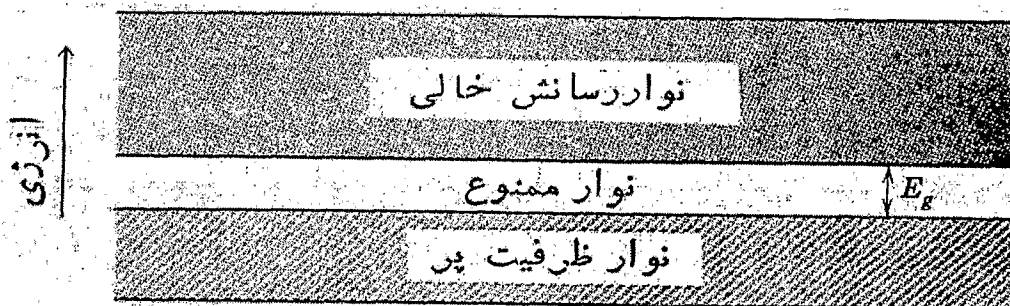 نوار رسانش خالی
انرژی
نوار ممنوع
E_g
نوار ظرفیت پر